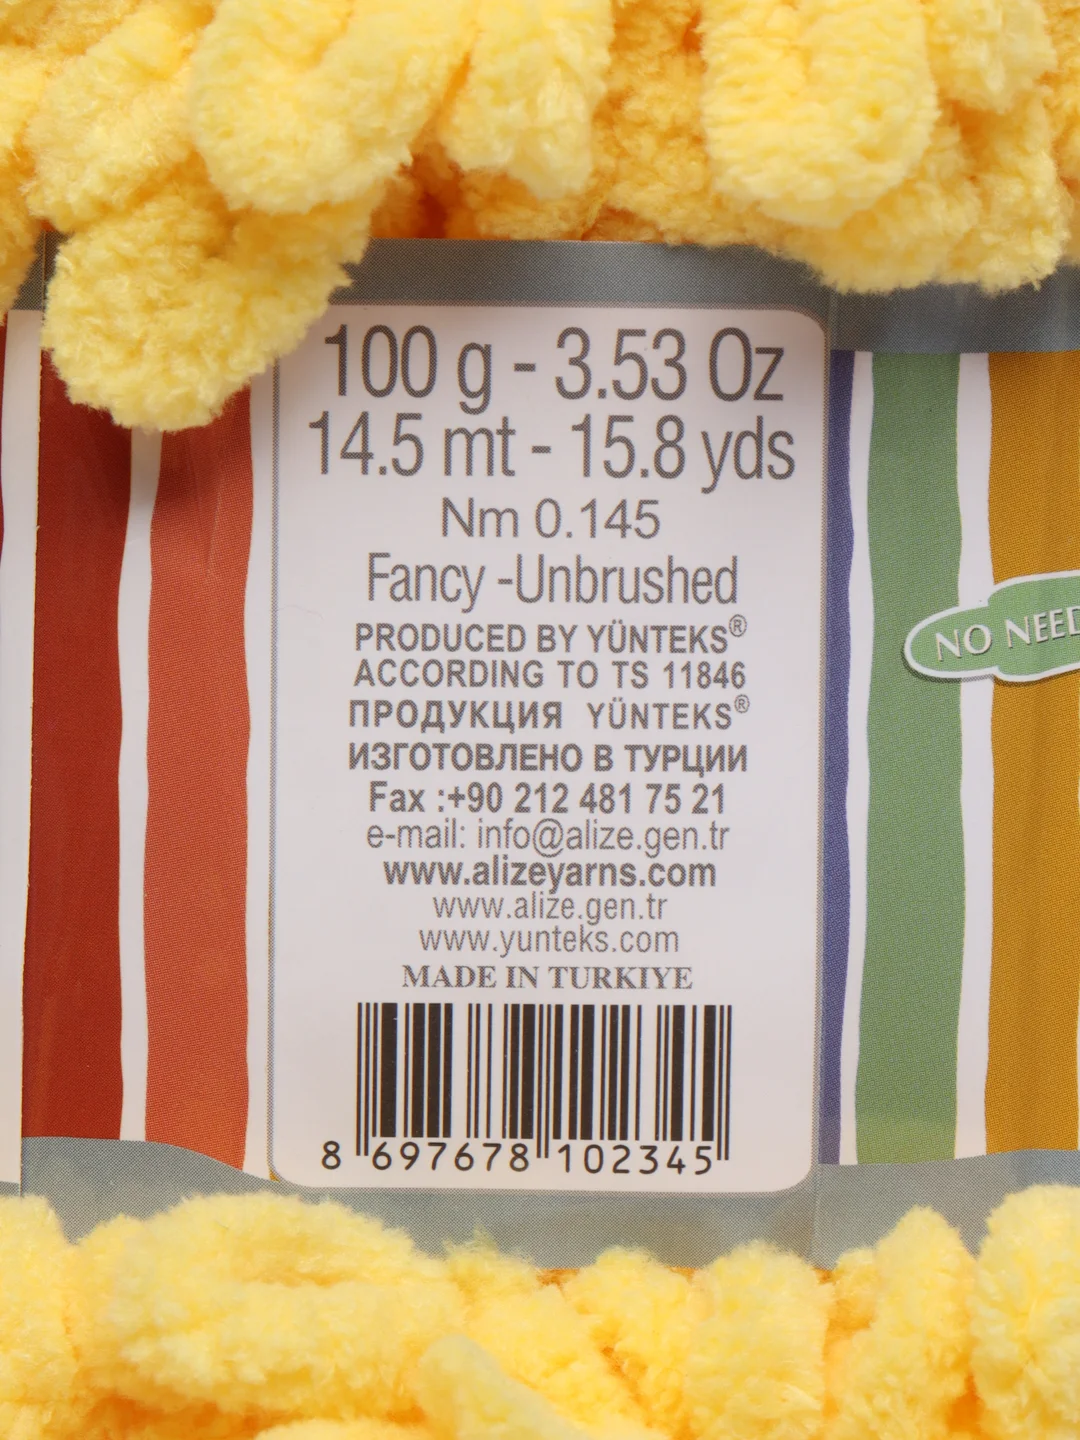 100 g - 3.53 Oz
14.5 mt - 15.8 yds
Nm 0.145
Fancy -Unbrushed
PRODUCED BY YÜNTEKS®
ACCORDING TO TS 11846
ПРОДУКЦИЯ YÜNTEKS®
ИЗГОТОВЛЕНО В ТУРЦИИ
Fax :+90 212 481 75 21
e-mail: info@alize.gen.tr
www.alizeyarns.com
www.alize.gen.tr
www.yunteks.com
MADE IN TURKIYE
8 697678 102345
NO NEED